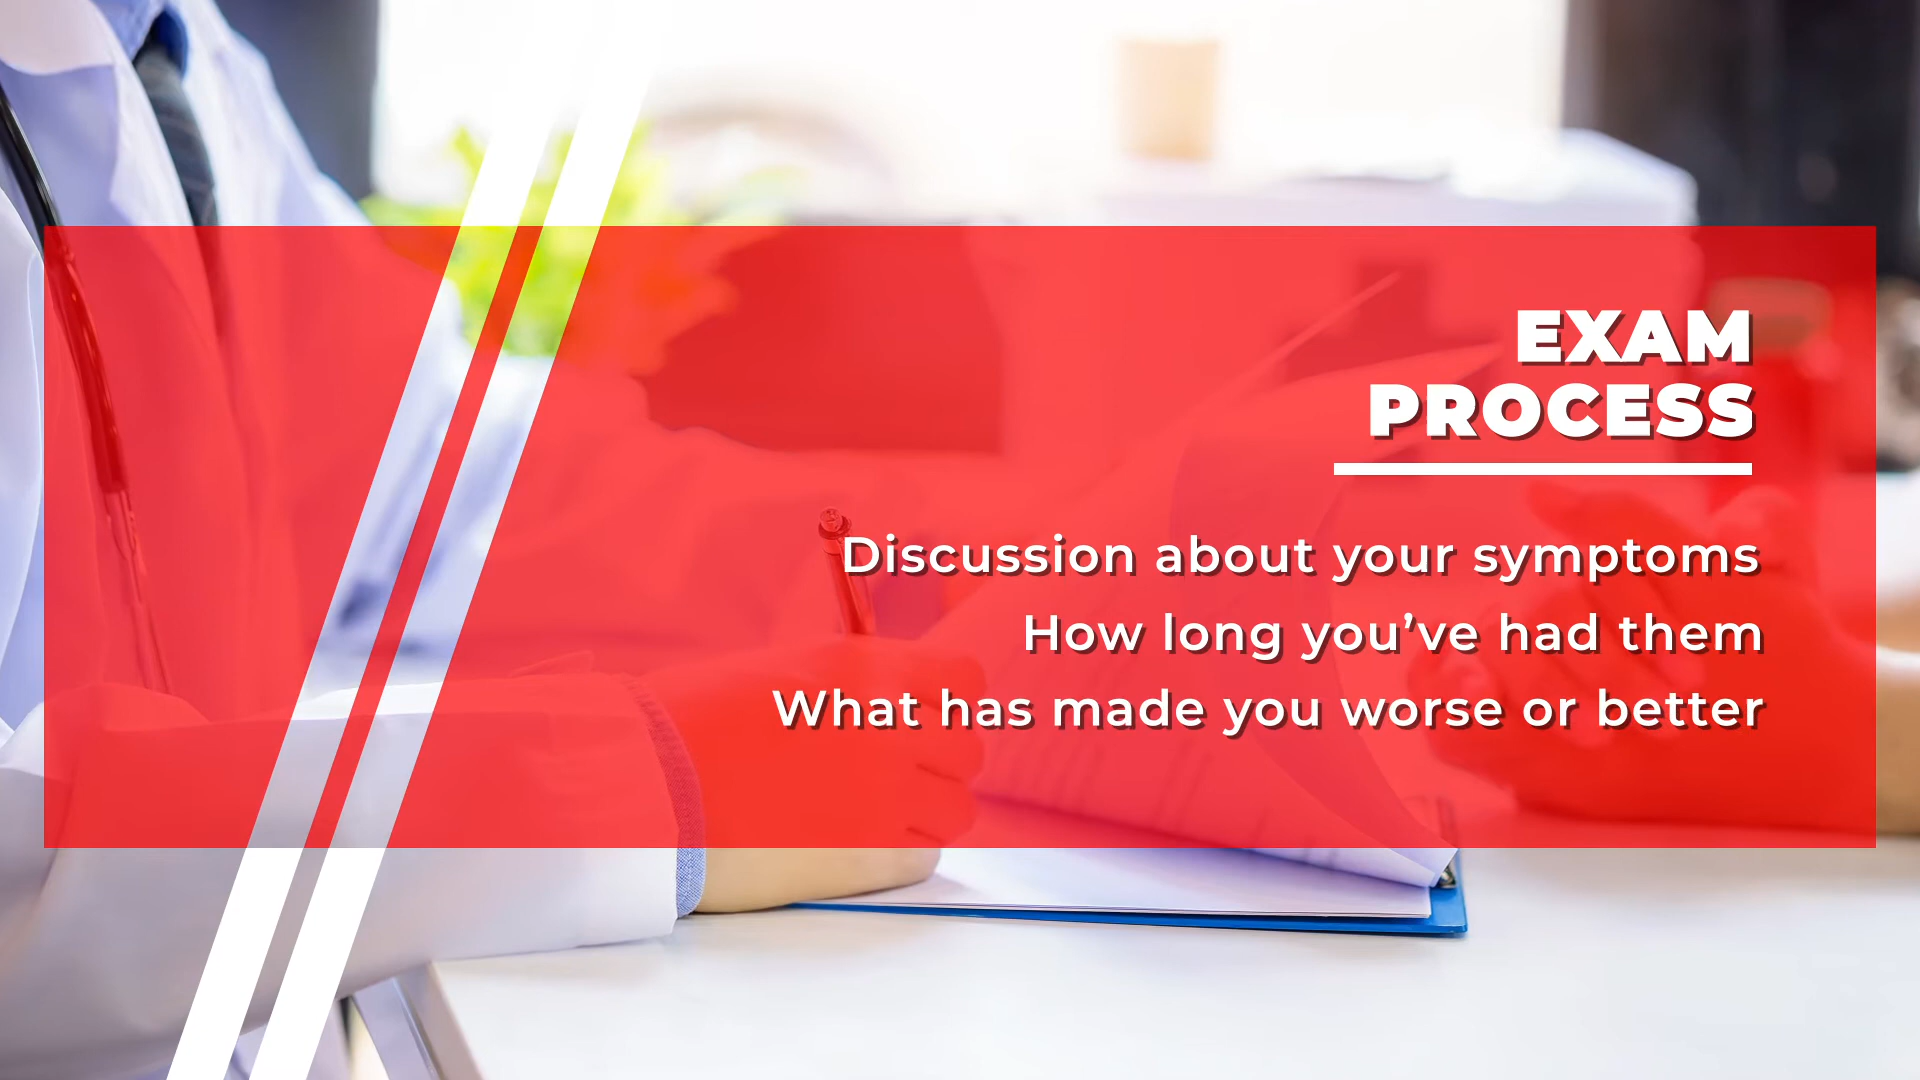 EXAM
PROCESS
Discussion about your symptoms
How long you’ve had them
What has made you worse or better